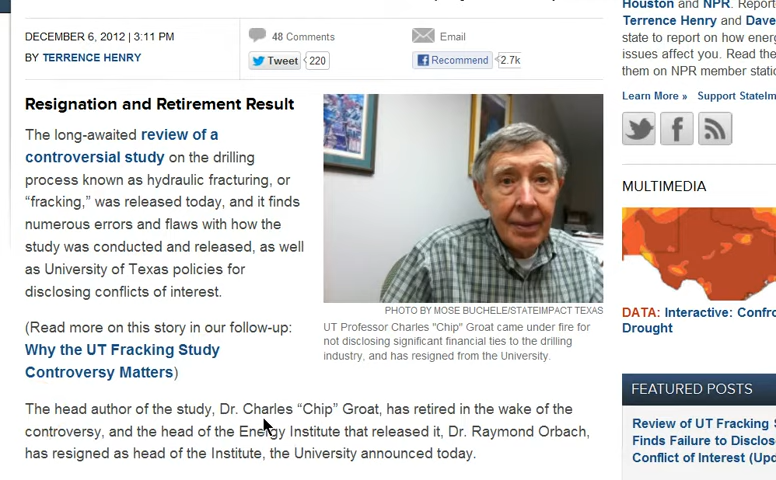 Houston and NPR. Reporte
DECEMBER 6, 2012 | 3:11 PM
BY TERRENCE HENRY
48 Comments
Email
Tweet 220
Recommend 2.7k
Terrence Henry and Dave
state to report on how energ
issues affect you. Read the
them on NPR member statio
Learn More » Support StateIm
Resignation and Retirement Result
The long-awaited review of a
controversial study on the drilling
process known as hydraulic fracturing, or
“fracking,” was released today, and it finds
numerous errors and flaws with how the
study was conducted and released, as well
as University of Texas policies for
disclosing conflicts of interest.
(Read more on this story in our follow-up:
Why the UT Fracking Study
Controversy Matters)
PHOTO BY MOSE BUCHELE/STATEIMPACT TEXAS
UT Professor Charles "Chip" Groat came under fire for
not disclosing significant financial ties to the drilling
industry, and has resigned from the University.
The head author of the study, Dr. Charles “Chip” Groat, has retired in the wake of the
controversy, and the head of the Energy Institute that released it, Dr. Raymond Orbach,
has resigned as head of the Institute, the University announced today.
MULTIMEDIA
DATA: Interactive: Confro
Drought
FEATURED POSTS
Review of UT Fracking S
Finds Failure to Disclos
Conflict of Interest (Upd